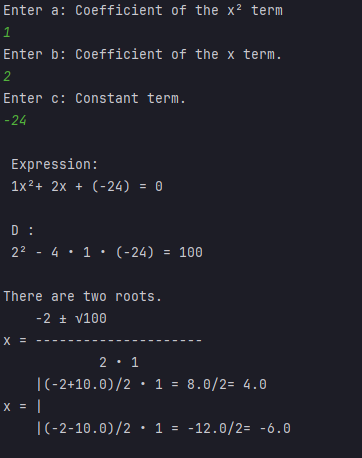 Enter a: Coefficient of the x² term
1
Enter b: Coefficient of the x term.
2
Enter c: Constant term.
-24
Expression:
1x²+ 2x + (-24) = 0
D :
2² - 4 • 1 • (-24) = 100
There are two roots.
-2 ± √100
x = ---------------------
2 • 1
|(-2+10.0)/2 • 1 = 8.0/2= 4.0
x = |
|(-2-10.0)/2 • 1 = -12.0/2= -6.0